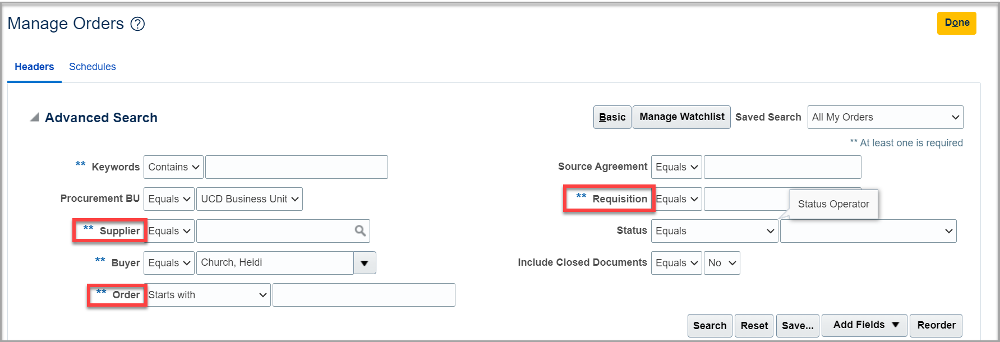 Manage Orders ?
Done
Headers Schedules
Advanced Search
Basic Manage Watchlist Saved Search All My Orders
** At least one is required
** Keywords Contains
Source Agreement Equals
Procurement BU Equals UCD Business Unit
** Requisition Equals
Status Operator
** Supplier Equals
Status Equals
** Buyer Equals Church, Heidi
Include Closed Documents Equals No
** Order Starts with
Search Reset Save... Add Fields Reorder